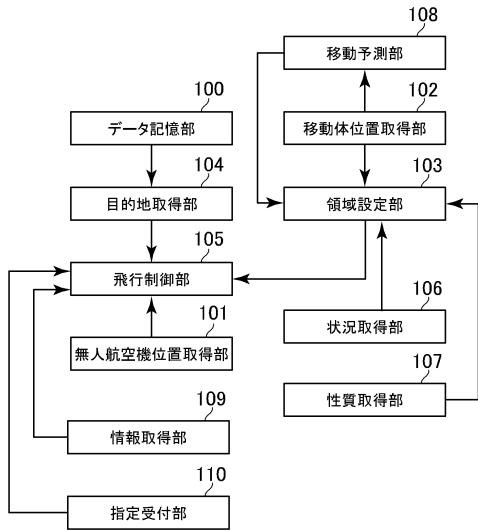 108
移動予測部
100
データ記憶部
102
移動体位置取得部
104
目的地取得部
103
領域設定部
105
飛行制御部
101
無人航空機位置取得部
106
状況取得部
107
性質取得部
109
情報取得部
110
指定受付部